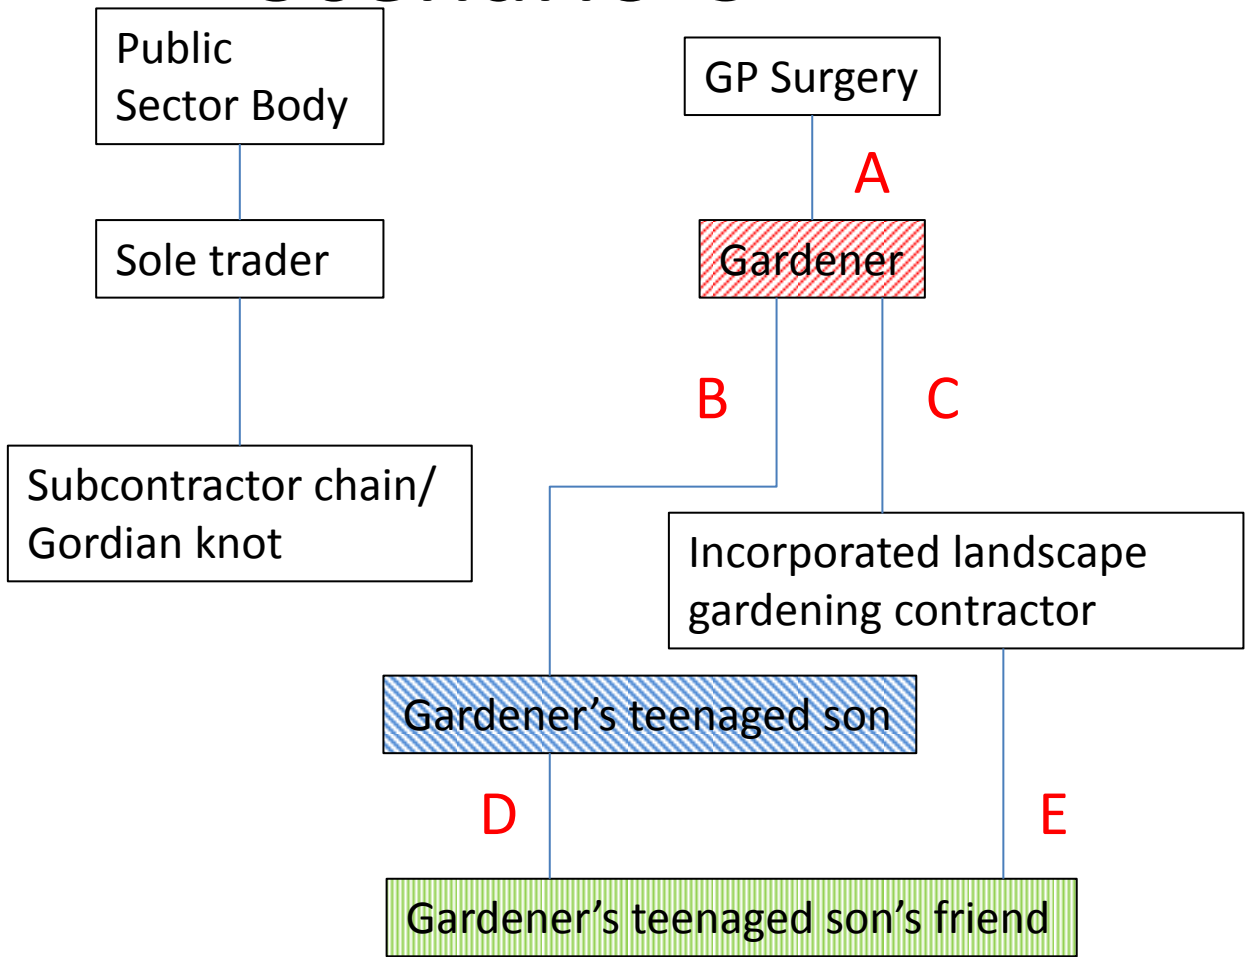 Public
Sector Body
Sole trader
Subcontractor chain/
Gordian knot
GP Surgery
A
Gardener
B
C
Incorporated landscape
gardening contractor
Gardener’s teenaged son
D
E
Gardener’s teenaged son’s friend